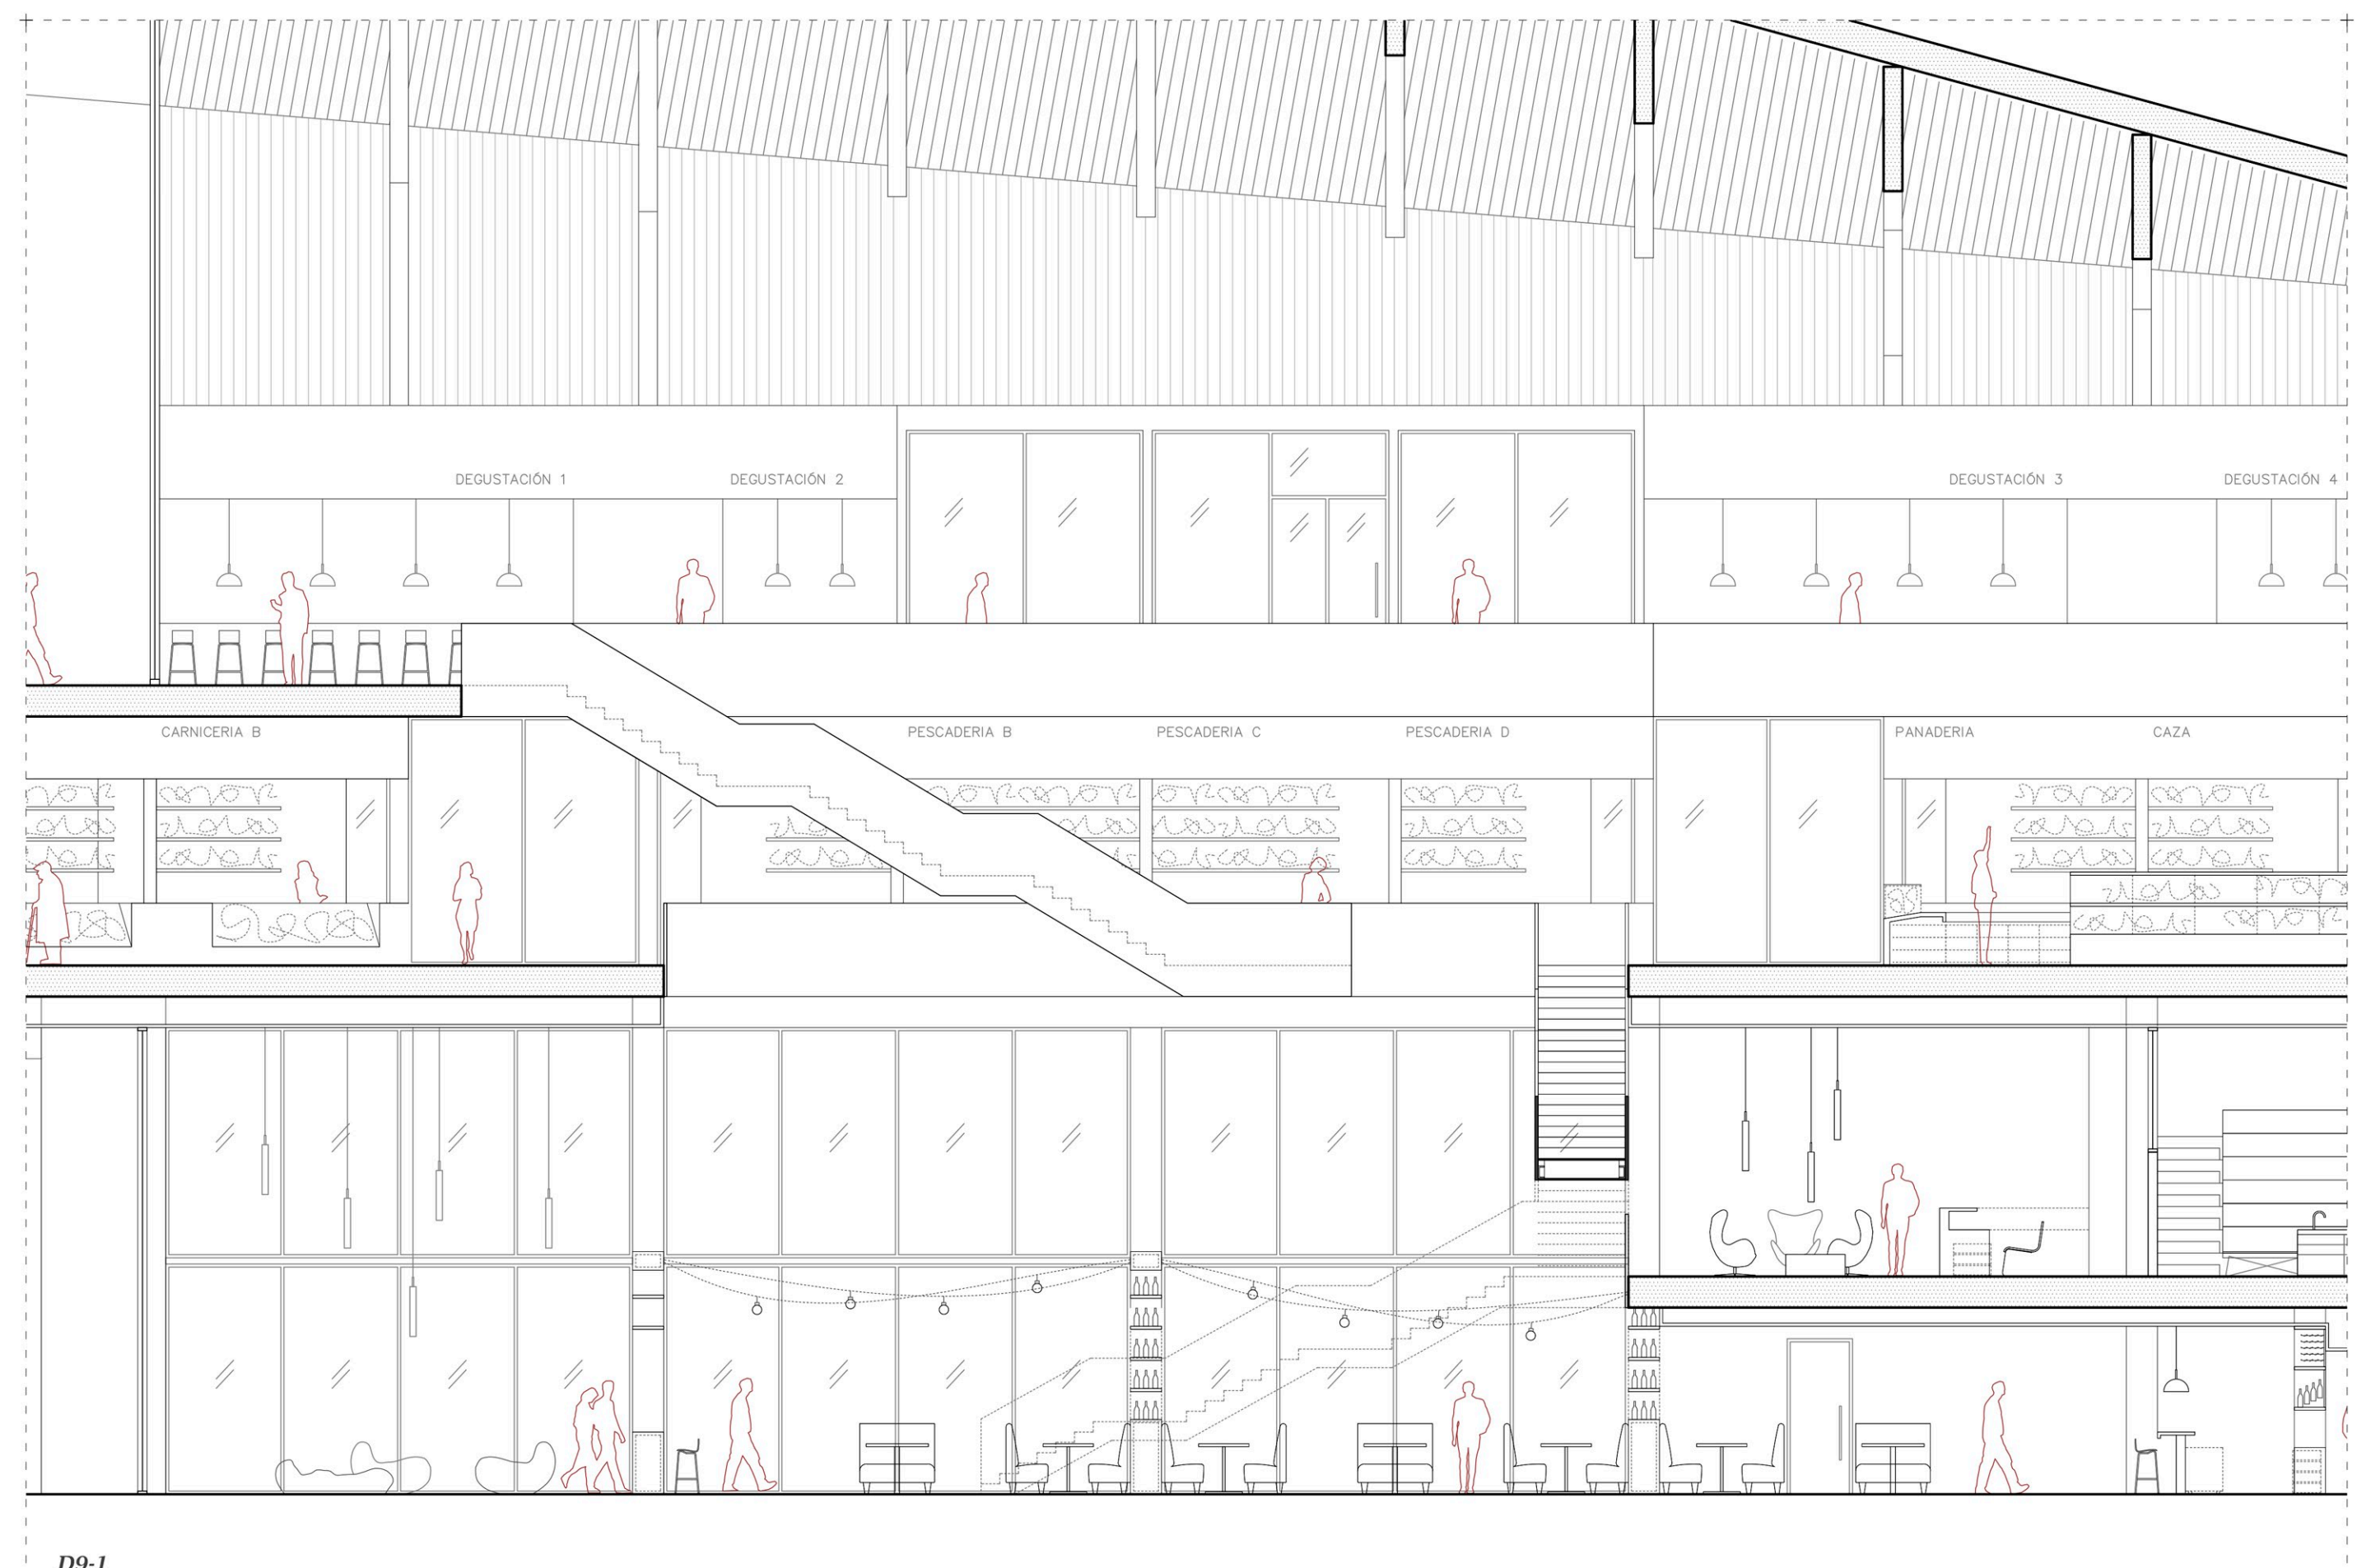 DEGUSTACIÓN 1
DEGUSTACIÓN 2
DEGUSTACIÓN 3
DEGUSTACIÓN 4
CARNICERIA B
PESCADERIA B
PESCADERIA C
PESCADERIA D
PANADERIA
CAZA
D9-1